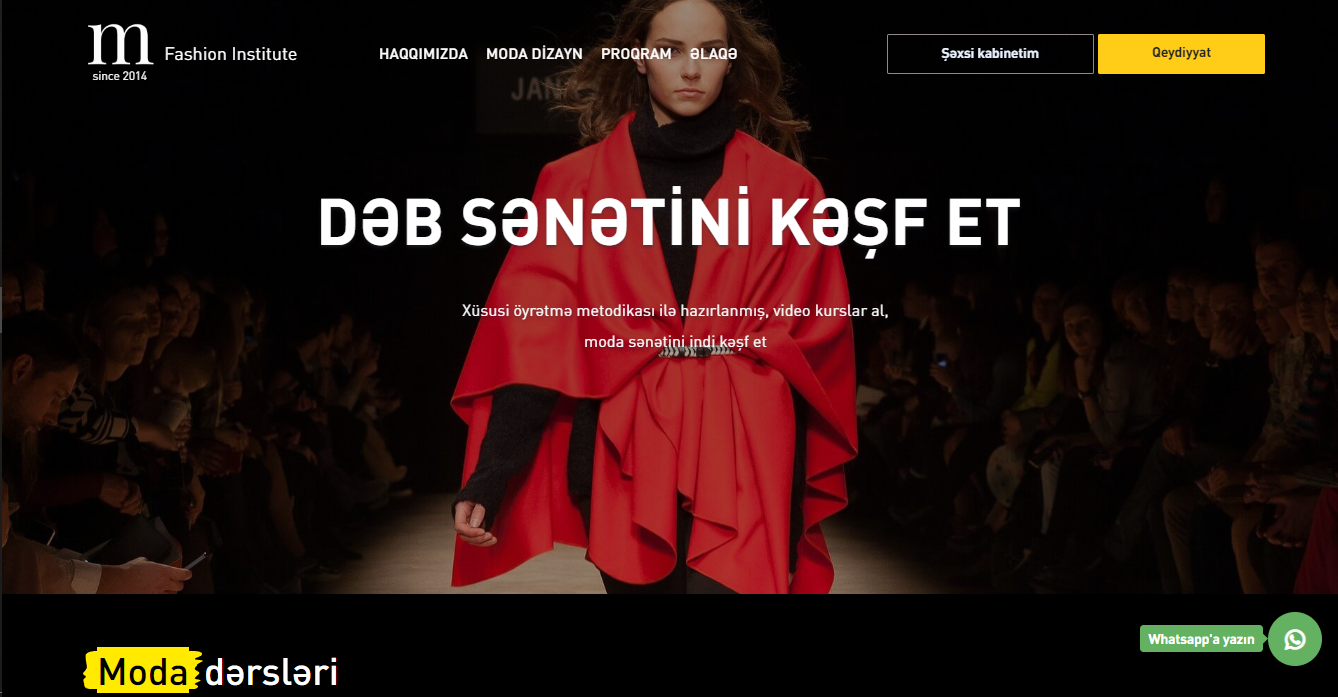 m
since 2014
Fashion Institute
HAQQIMIZDA MODA DİZAYN PROQRAM ƏLAQƏ
Şəxsi kabinetim
Qeydiyyat
DƏB SƏNƏTİNİ KƏŞF ET
Xüsusi öyrətmə metodikası ilə hazırlanmış, video kurslar al,
moda sənətini indi kəşf et
Whatsapp'a yazın
Moda dərsləri